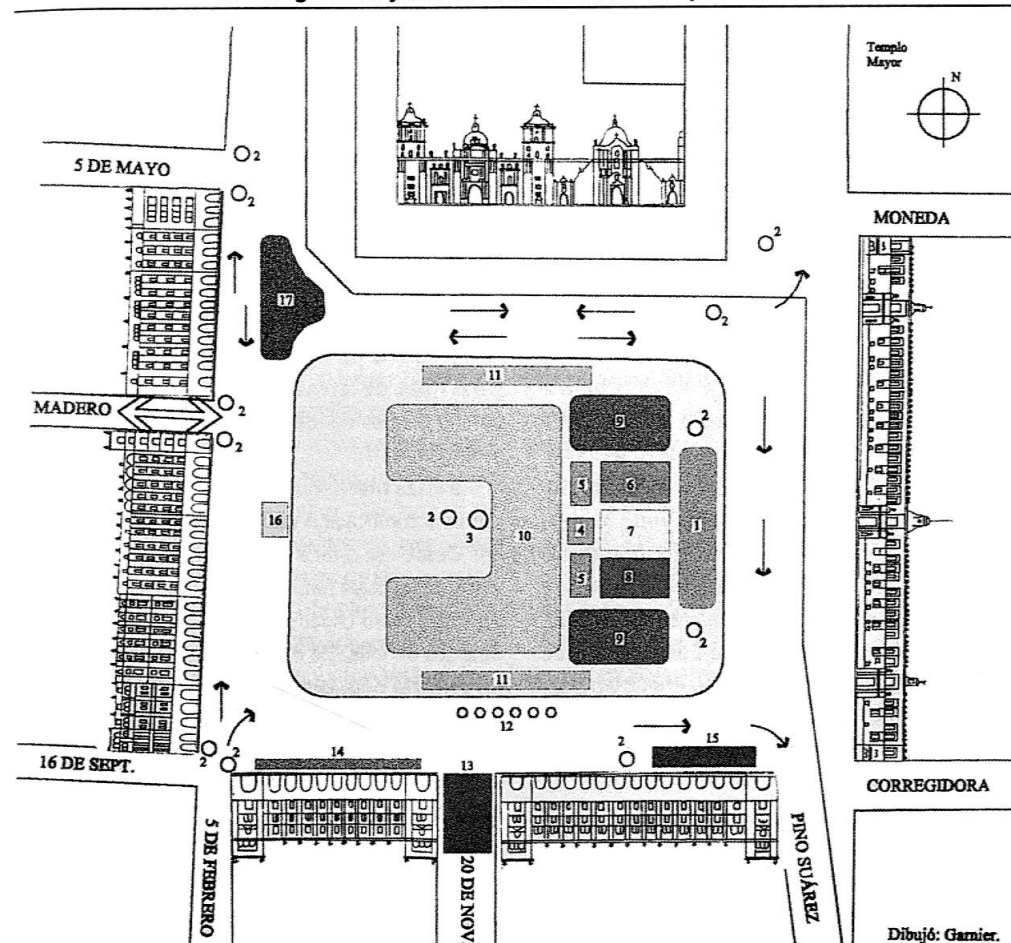 Templo
Mayor
N
2
5 DE MAYO
2
MONEDA
2
17
2
11
MADERO
2
9
2
2
5
6
16
2
3
10
4
7
1
5
8
9
2
11
12
2
2
14
13
2
15
16 DE SEPT.
CORREGIDORA
5 DE FEBRERO
20 DE NOV
PINO SUÁREZ
Dibujó: Garnier.